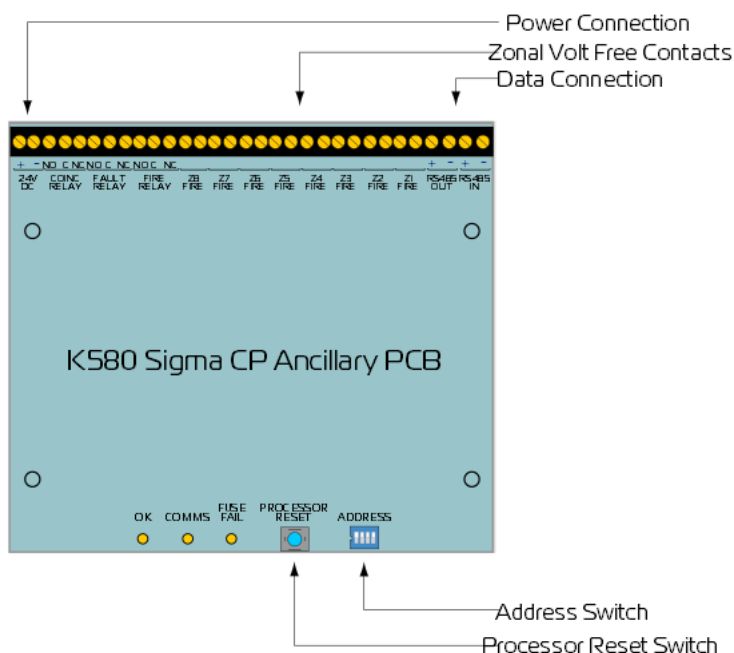 Power Connection
Zonal Volt Free Contacts
Data Connection
+ - NO C NC NO C NC NO C NC + - + -
24V DC COINC RELAY FAULT RELAY FIRE RELAY Z8 FIRE Z7 FIRE Z6 FIRE Z5 FIRE Z4 FIRE Z3 FIRE Z2 FIRE Z1 FIRE RS485 OUT RS485 IN
K580 Sigma CP Ancillary PCB
OK COMMS FUSE FAIL PROCESSOR RESET ADDRESS
Address Switch
Processor Reset Switch